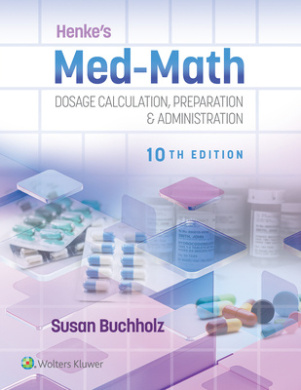 Henke's
Med-Math
DOSAGE CALCULATION, PREPARATION
& ADMINISTRATION
10TH EDITION
Susan Buchholz
Wolters Kluwer